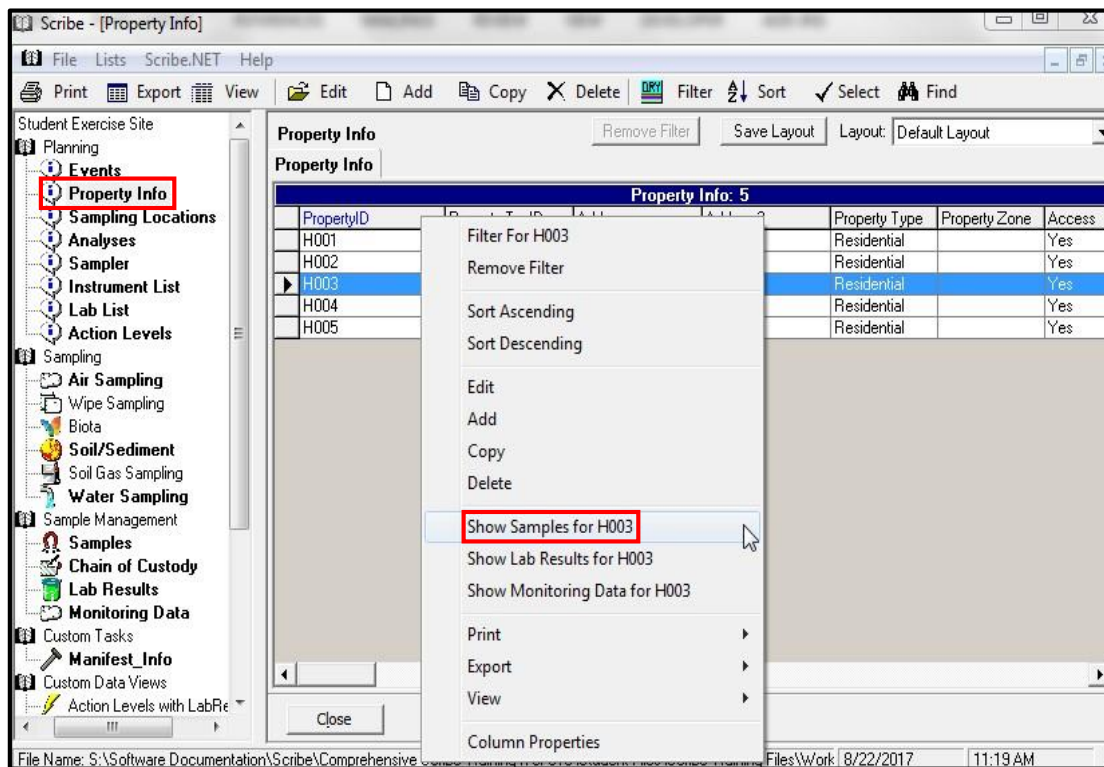 Scribe - [Property Info]
File Lists Scribe.NET Help
Print Export View Edit Add Copy Delete QRY Filter Sort Select Find
Student Exercise Site
Planning
Events
Property Info
Sampling Locations
Analyses
Sampler
Instrument List
Lab List
Action Levels
Sampling
Air Sampling
Wipe Sampling
Biota
Soil/Sediment
Soil Gas Sampling
Water Sampling
Sample Management
Samples
Chain of Custody
Lab Results
Monitoring Data
Custom Tasks
Manifest_Info
Custom Data Views
Action Levels with LabRe
Property Info Remove Filter Save Layout Layout: Default Layout
Property Info
Property Info: 5
PropertyID Property Type Property Zone Access
H001 Residential Yes
H002 Residential Yes
H003 Residential Yes
H004 Residential Yes
H005 Residential Yes
Filter For H003
Remove Filter
Sort Ascending
Sort Descending
Edit
Add
Copy
Delete
Show Samples for H003
Show Lab Results for H003
Show Monitoring Data for H003
Print
Export
View
Column Properties
Close
File Name: S:\Software Documentation\Scribe\Comprehensive Files\Work 8/22/2017 11:19 AM